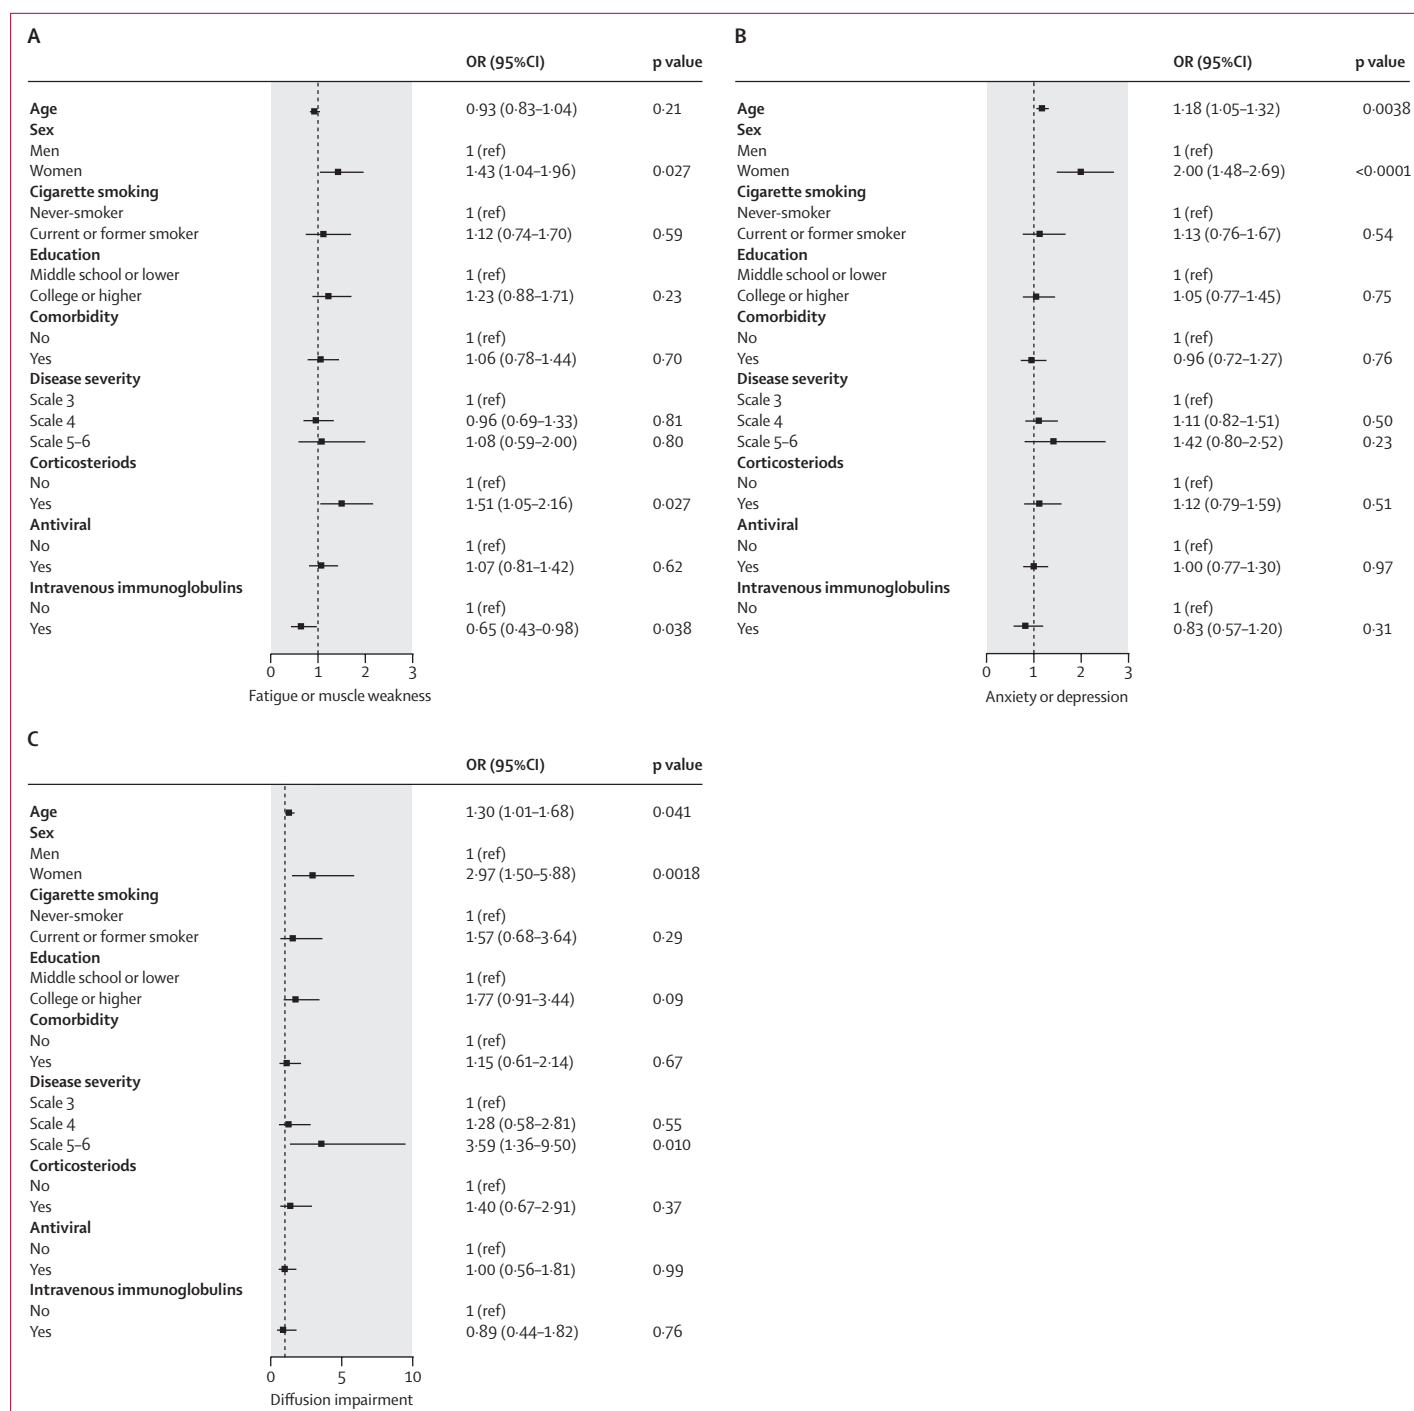 A
OR (95%CI) p value
Age 0·93 (0·83–1·04) 0·21
Sex
Men 1 (ref)
Women 1·43 (1·04–1·96) 0·027
Cigarette smoking
Never-smoker 1 (ref)
Current or former smoker 1·12 (0·74–1·70) 0·59
Education
Middle school or lower 1 (ref)
College or higher 1·23 (0·88–1·71) 0·23
Comorbidity
No 1 (ref)
Yes 1·06 (0·78–1·44) 0·70
Disease severity
Scale 3 1 (ref)
Scale 4 0·96 (0·69–1·33) 0·81
Scale 5–6 1·08 (0·59–2·00) 0·80
Corticosteriods
No 1 (ref)
Yes 1·51 (1·05–2·16) 0·027
Antiviral
No 1 (ref)
Yes 1·07 (0·81–1·42) 0·62
Intravenous immunoglobulins
No 1 (ref)
Yes 0·65 (0·43–0·98) 0·038
0 1 2 3
Fatigue or muscle weakness
B
OR (95%CI) p value
Age 1·18 (1·05–1·32) 0·0038
Sex
Men 1 (ref)
Women 2·00 (1·48–2·69) <0·0001
Cigarette smoking
Never-smoker 1 (ref)
Current or former smoker 1·13 (0·76–1·67) 0·54
Education
Middle school or lower 1 (ref)
College or higher 1·05 (0·77–1·45) 0·75
Comorbidity
No 1 (ref)
Yes 0·96 (0·72–1·27) 0·76
Disease severity
Scale 3 1 (ref)
Scale 4 1·11 (0·82–1·51) 0·50
Scale 5–6 1·42 (0·80–2·52) 0·23
Corticosteriods
No 1 (ref)
Yes 1·12 (0·79–1·59) 0·51
Antiviral
No 1 (ref)
Yes 1·00 (0·77–1·30) 0·97
Intravenous immunoglobulins
No 1 (ref)
Yes 0·83 (0·57–1·20) 0·31
0 1 2 3
Anxiety or depression
C
OR (95%CI) p value
Age 1·30 (1·01–1·68) 0·041
Sex
Men 1 (ref)
Women 2·97 (1·50–5·88) 0·0018
Cigarette smoking
Never-smoker 1 (ref)
Current or former smoker 1·57 (0·68–3·64) 0·29
Education
Middle school or lower 1 (ref)
College or higher 1·77 (0·91–3·44) 0·09
Comorbidity
No 1 (ref)
Yes 1·15 (0·61–2·14) 0·67
Disease severity
Scale 3 1 (ref)
Scale 4 1·28 (0·58–2·81) 0·55
Scale 5–6 3·59 (1·36–9·50) 0·010
Corticosteriods
No 1 (ref)
Yes 1·40 (0·67–2·91) 0·37
Antiviral
No 1 (ref)
Yes 1·00 (0·56–1·81) 0·99
Intravenous immunoglobulins
No 1 (ref)
Yes 0·89 (0·44–1·82) 0·76
0 5 10
Diffusion impairment